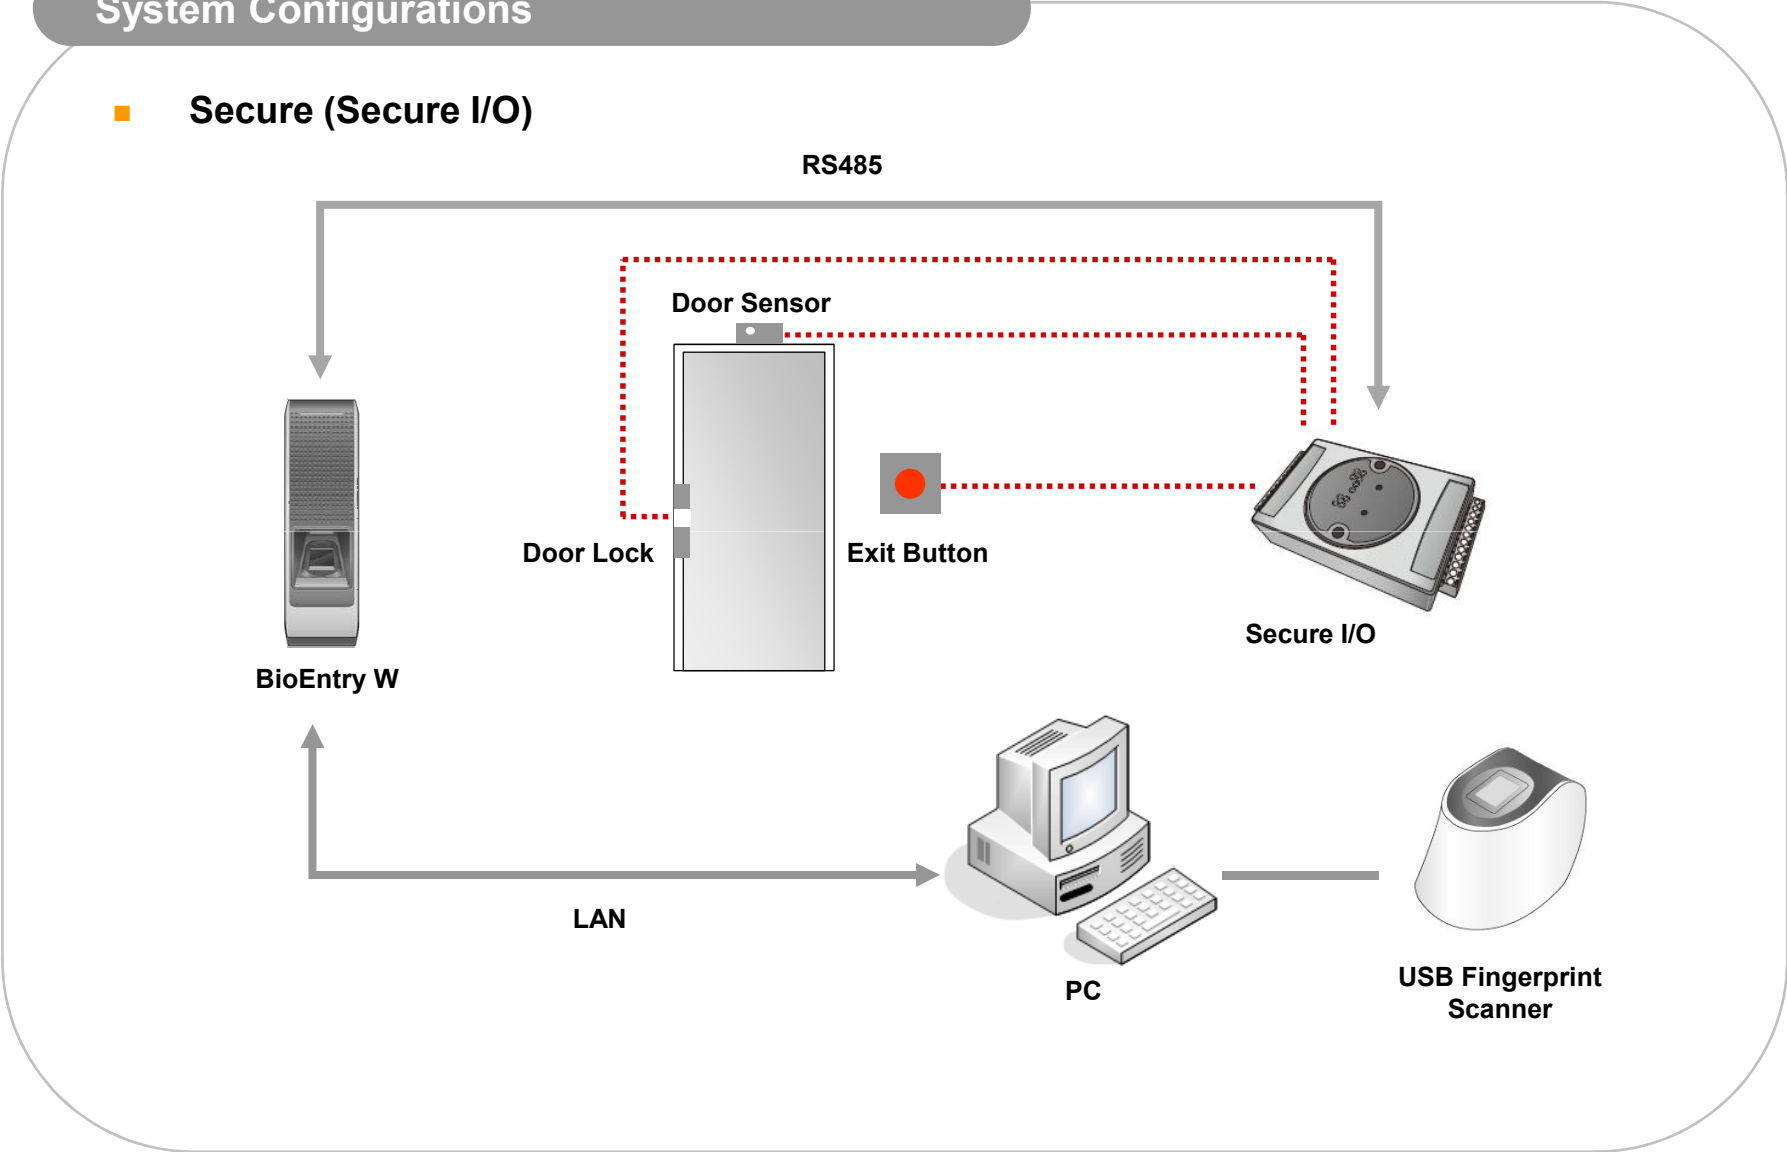 System Configurations
Secure (Secure I/O)
RS485
Door Sensor
Door Lock
Exit Button
Secure I/O
BioEntry W
LAN
PC
USB Fingerprint
Scanner